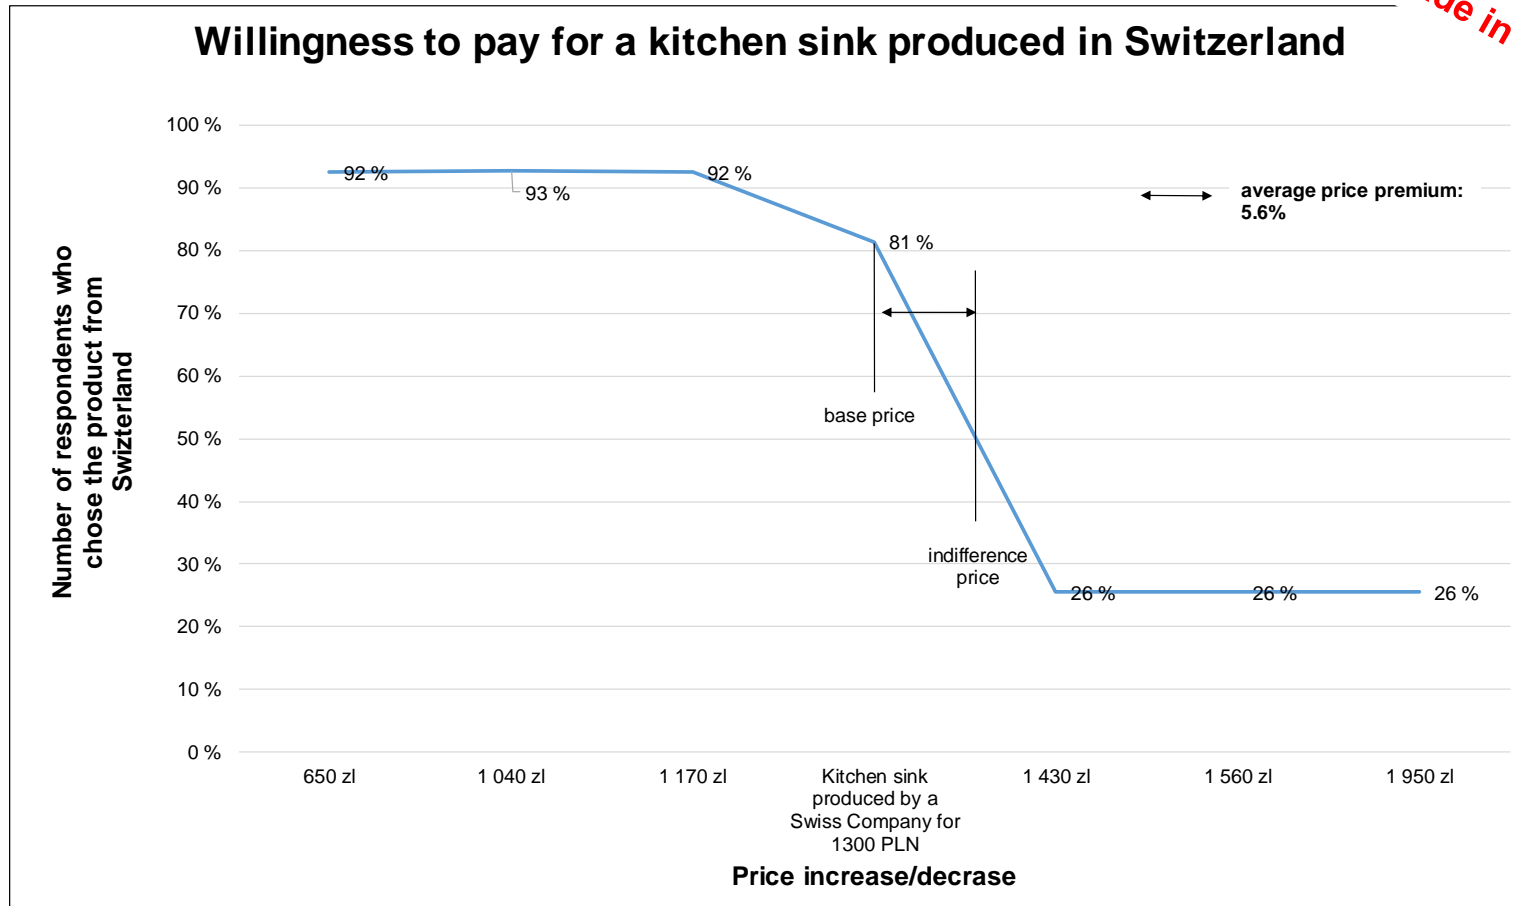 de in
Willingness to pay for a kitchen sink produced in Switzerland
100 %
90 %
80 %
70 %
60 %
50 %
40 %
30 %
20 %
10 %
0 %
Number of respondents who
chose the product from
Swizterland
92 %
93 %
92 %
81 %
26 %
26 %
26 %
average price premium:
5.6%
base price
indifference
price
650 zl
1 040 zl
1 170 zl
Kitchen sink
produced by a
Swiss Company for
1300 PLN
1 430 zl
1 560 zl
1 950 zl
Price increase/decrase